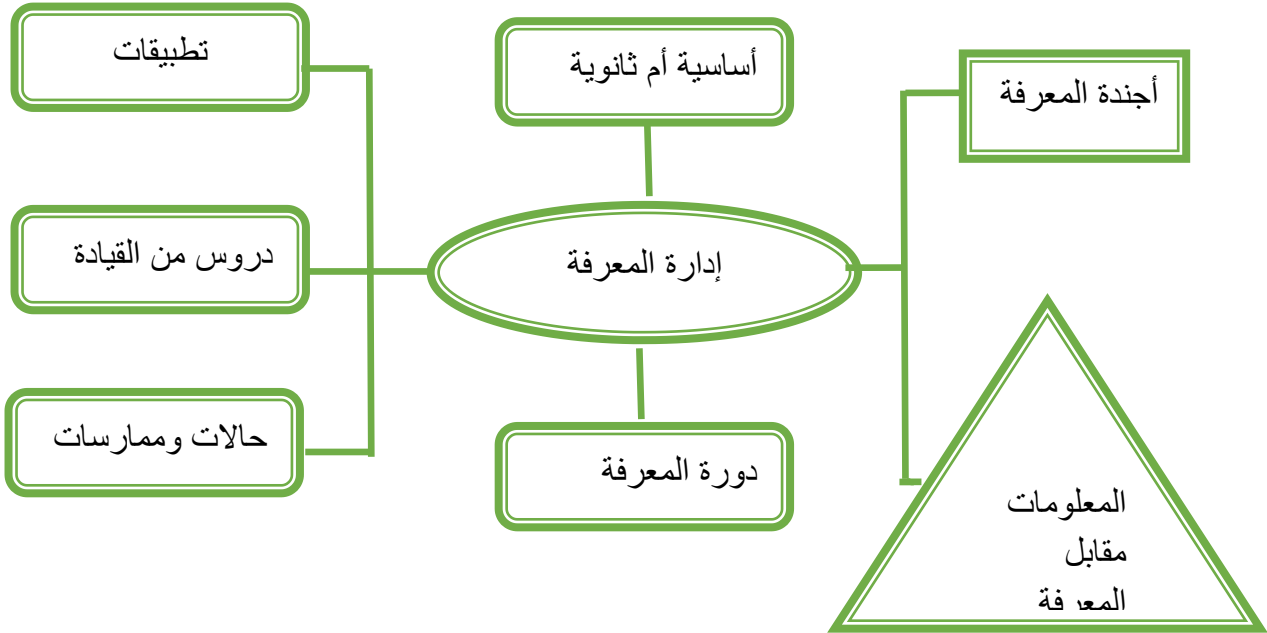 تطبيقات
أساسية أم ثانوية
أجندة المعرفة
دروس من القيادة
إدارة المعرفة
حالات وممارسات
دورة المعرفة
المعلومات
مقابل
المعرفة